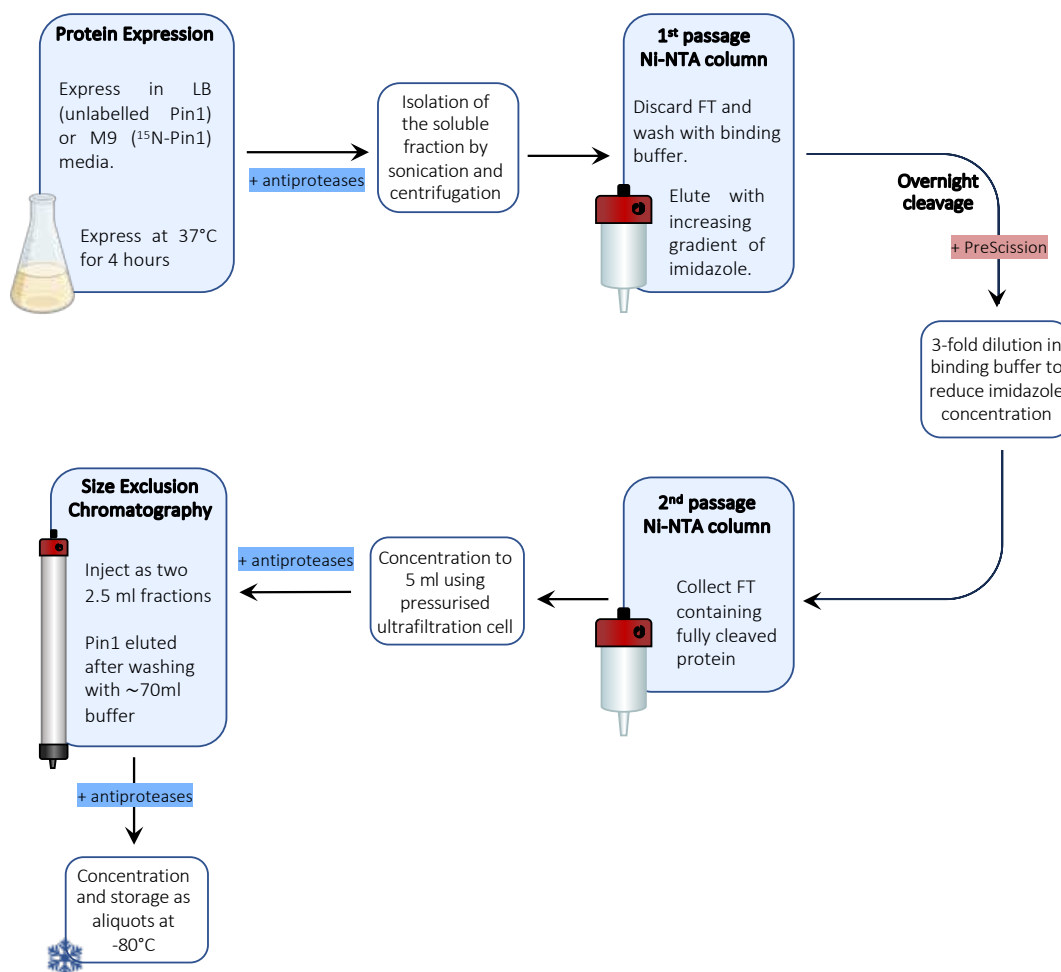 Protein Expression
Express in LB
(unlabelled Pin1)
or M9 (¹⁵N-Pin1)
media.
Express at 37°C
for 4 hours
+ antiproteases
Isolation of
the soluble
fraction by
sonication and
centrifugation
1ˢᵗ passage
Ni-NTA column
Discard FT and
wash with binding
buffer.
Elute with
increasing
gradient of
imidazole.
Overnight
cleavage
+ PreScission
3-fold dilution in
binding buffer to
reduce imidazole
concentration
2ⁿᵈ passage
Ni-NTA column
Collect FT
containing
fully cleaved
protein
Concentration to
5 ml using
pressurised
ultrafiltration cell
+ antiproteases
Size Exclusion
Chromatography
Inject as two
2.5 ml fractions
Pin1 eluted
after washing
with ~70ml
buffer
+ antiproteases
Concentration
and storage as
aliquots at
-80°C